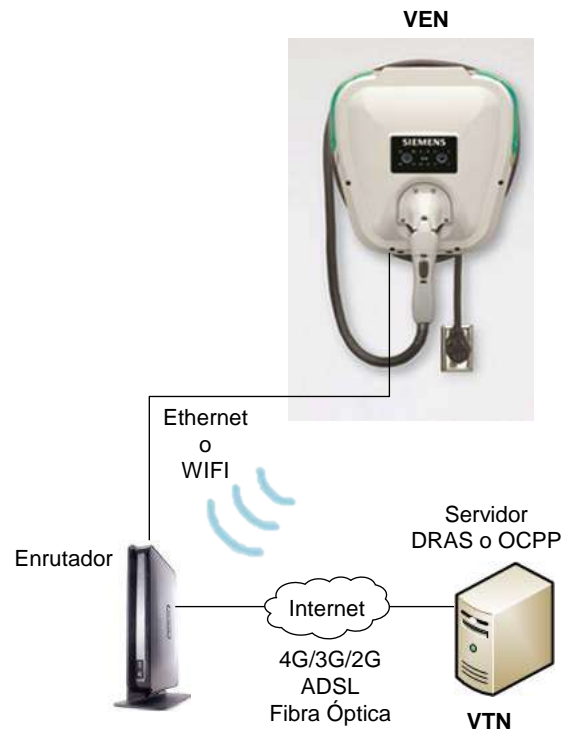 VEN
SIEMENS
Ethernet
o
WIFI
Servidor
DRAS o OCPP
Enrutador
Internet
4G/3G/2G
ADSL
Fibra Óptica
VTN